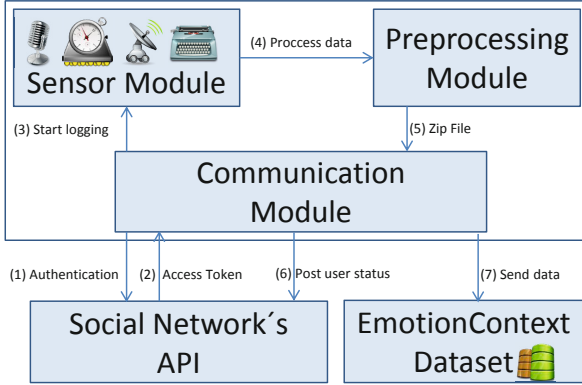 Sensor Module
(4) Proccess data
Preprocessing
Module
(3) Start logging
(5) Zip File
Communication
Module
(1) Authentication
(2) Access Token
(6) Post user status
(7) Send data
Social Network´s
API
EmotionContext
Dataset